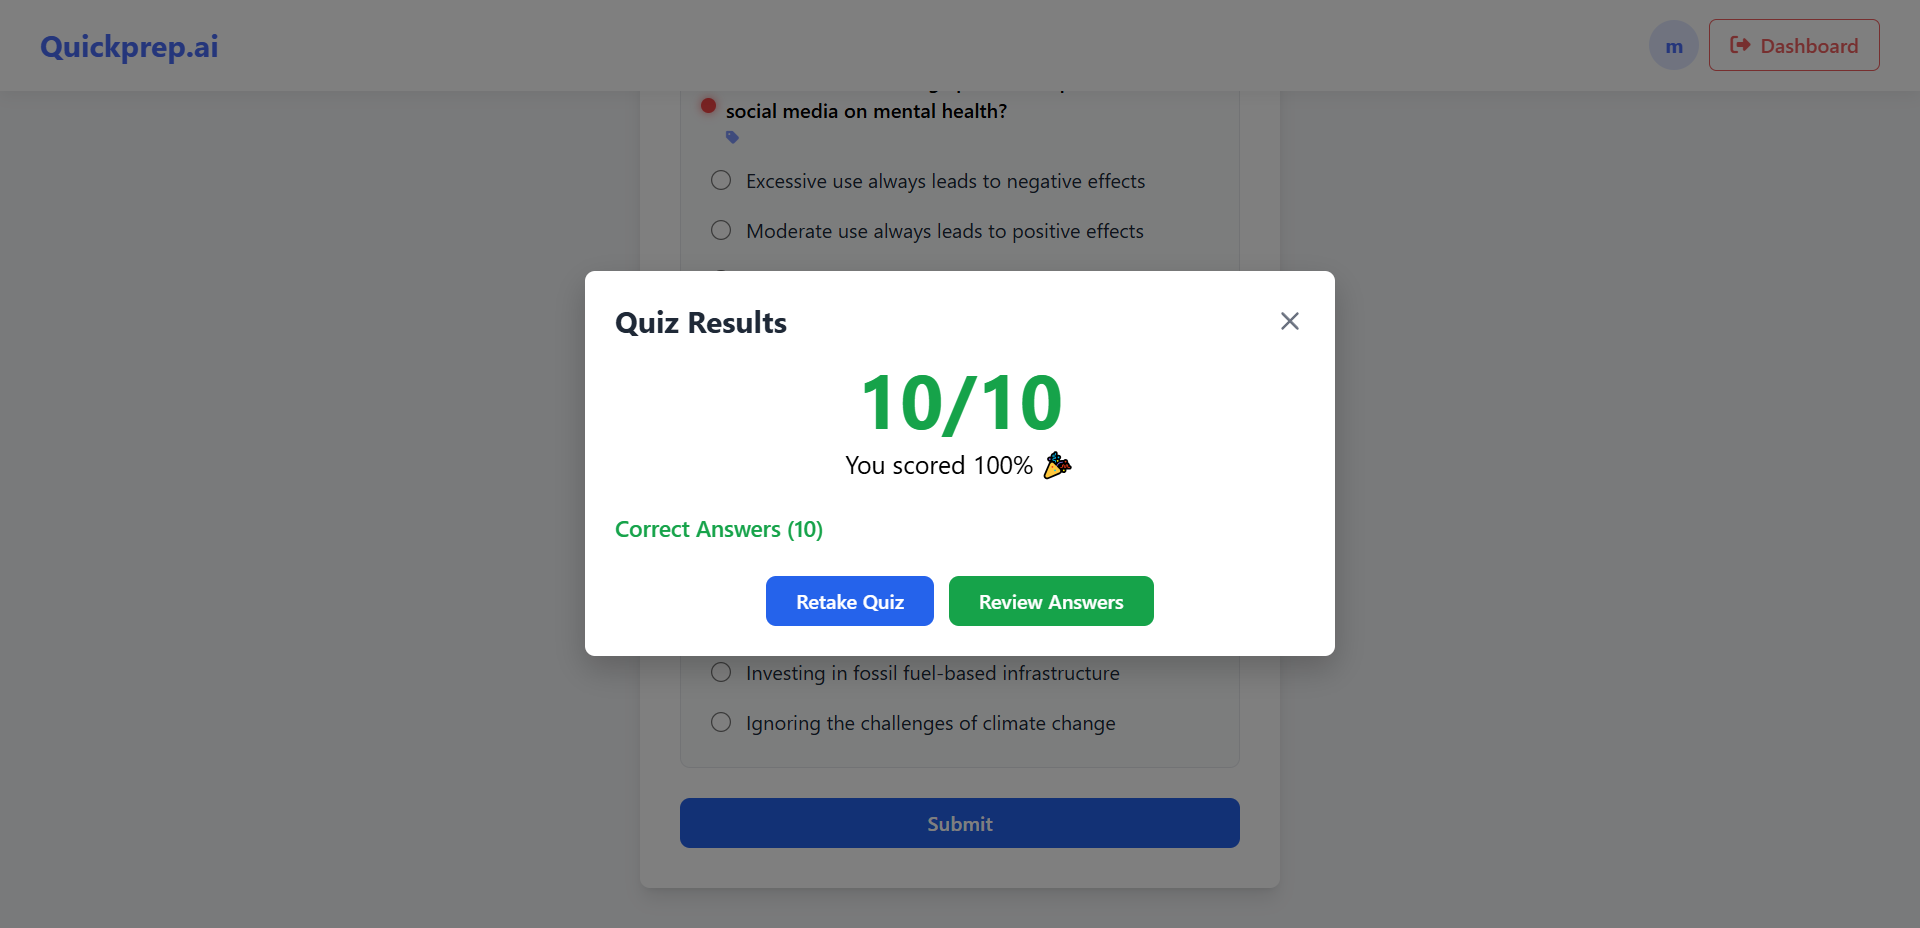 Quickprep.ai
m
Dashboard
social media on mental health?
Excessive use always leads to negative effects
Moderate use always leads to positive effects
Quiz Results
10/10
You scored 100% 🎉
Correct Answers (10)
Retake Quiz
Review Answers
Investing in fossil fuel-based infrastructure
Ignoring the challenges of climate change
Submit